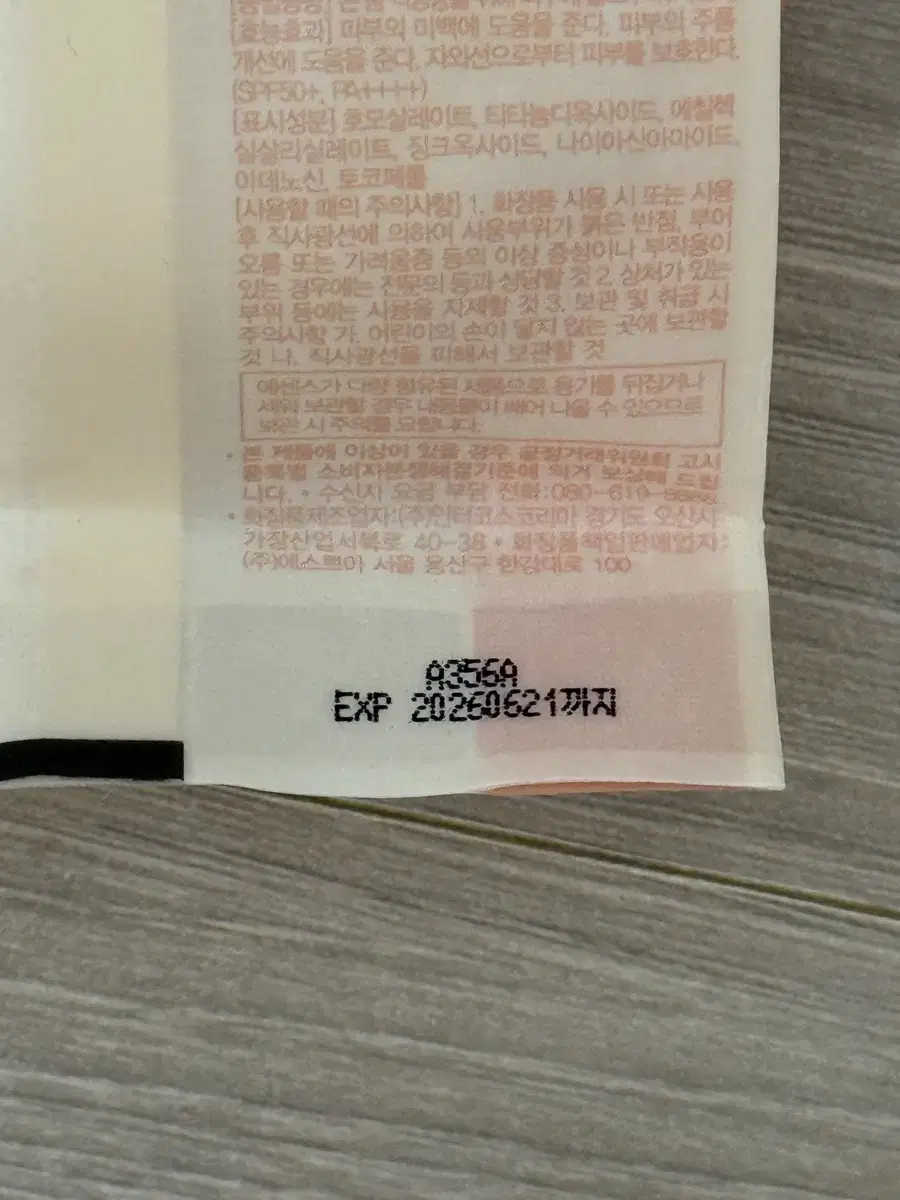 [효능효과] 피부의 미백에 도움을 준다. 피부의 주름
개선에 도움을 준다. 자외선으로부터 피부를 보호한다.
(SPF50+, PA++++)
[표시성분] 호모살레이트, 티타늄디옥사이드, 에칠헥
실살리실레이트, 징크옥사이드, 나이아신아마이드,
아데노신, 토코페롤
[사용할 때의 주의사항] 1. 화장품 사용 시 또는 사용
후 직사광선에 의하여 사용부위가 붉은 반점, 부어
오름 또는 가려움증 등의 이상 증상이나 부작용이
있는 경우에는 전문의 등과 상담할 것 2. 상처가 있는
부위 등에는 사용을 자제할 것 3. 보관 및 취급 시
주의사항 가. 어린이의 손이 닿지 않는 곳에 보관할
것 나. 직사광선을 피해서 보관할 것
에센스가 다량 함유된 제품으로 용기를 뒤집거나
세워 보관할 경우 내용물이 빠어 나올 수 있으므로
보관 시 주의를 요합니다.
• 본 제품에 이상이 있을 경우 공정거래위원회 고시
품목별 소비자분쟁해결기준에 의거 보상해 드립
니다. • 수신자 요금 부담 전화:080-619-8888
• 화장품제조업자:(주)인터코스코리아 경기도 오산시
가장산업서북로 40-38 • 화장품책임판매업자:
(주)에스쁘아 서울 용산구 한강대로 100
A356A
EXP 20260621까지